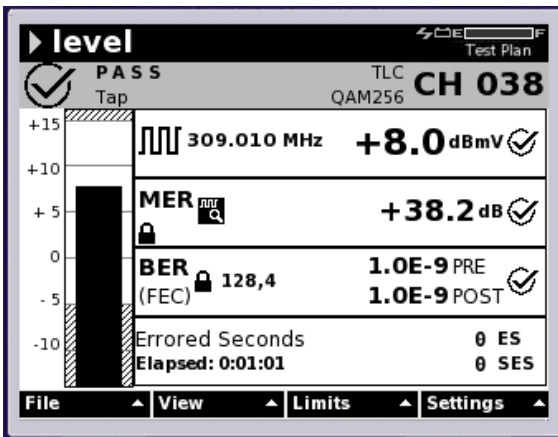 level
E F
Test Plan
PASS
Tap
TLC
QAM256
CH 038
+15
+10
+ 5
0
- 5
-10
309.010 MHz +8.0 dBmV
MER +38.2 dB
BER 128,4 1.0E-9 PRE
(FEC) 1.0E-9 POST
Errored Seconds 0 ES
Elapsed: 0:01:01 0 SES
File View Limits Settings